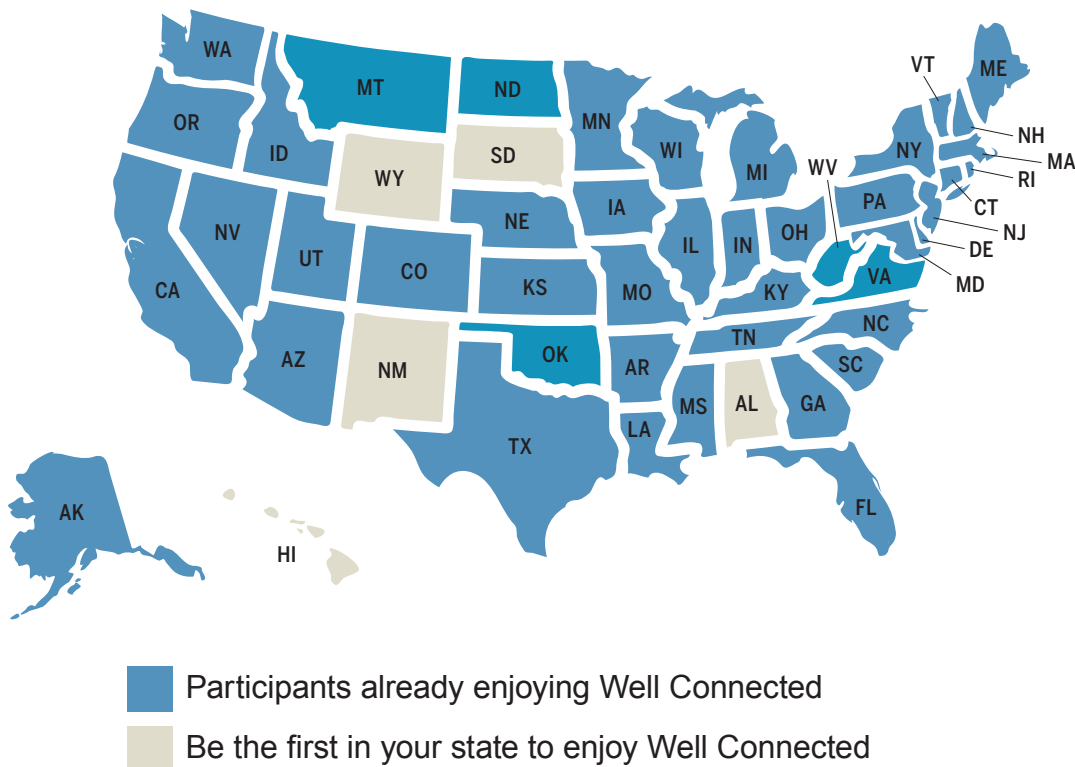 WA
MT
ND
MN
VT
ME
OR
ID
WY
SD
WI
MI
NY
NH
MA
RI
CT
NJ
DE
MD
WV
PA
NV
UT
CO
NE
IA
IL
IN
OH
CA
KS
MO
KY
VA
AZ
NM
OK
AR
TN
NC
SC
TX
LA
MS
AL
GA
FL
AK
HI
Participants already enjoying Well Connected
Be the first in your state to enjoy Well Connected